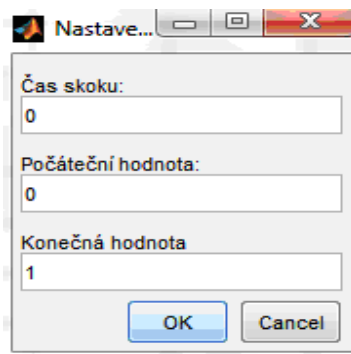 Nastave...
Čas skoku:
0
Počáteční hodnota:
0
Konečná hodnota
1
OK Cancel